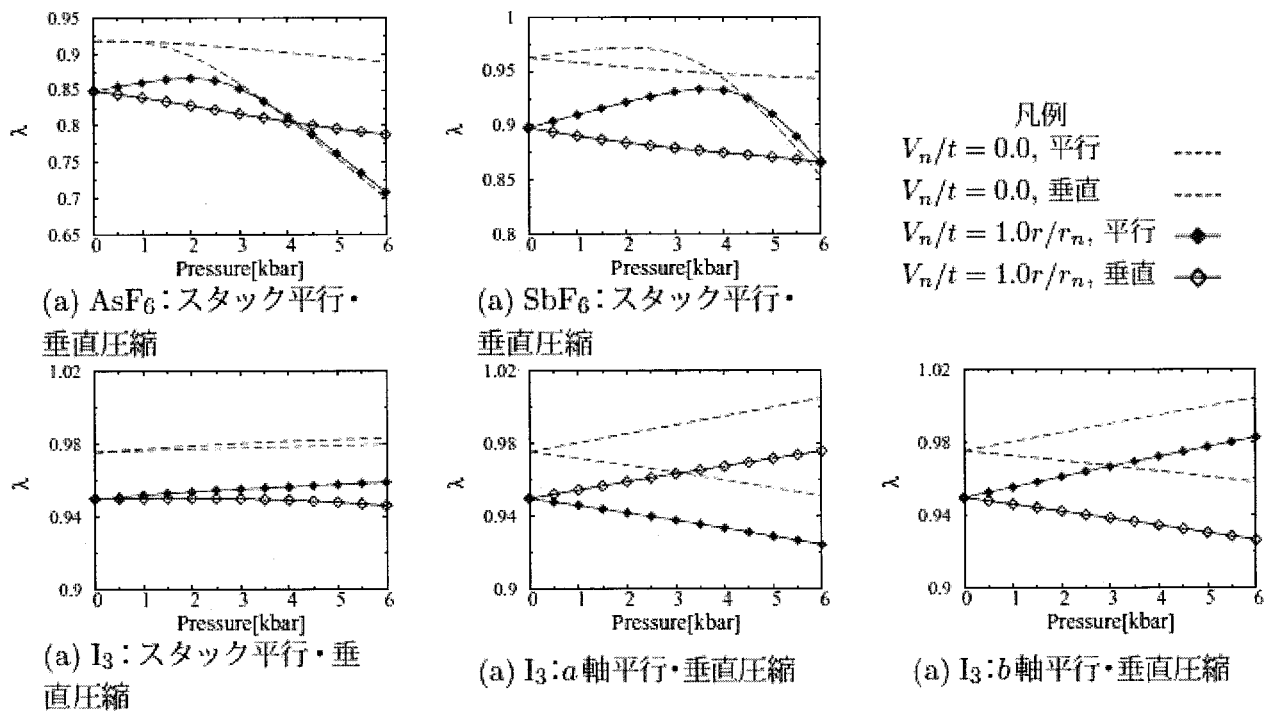 0.95
0.9
0.85
0.8
0.75
0.7
0.65
λ
0 1 2 3 4 5 6
Pressure[kbar]
(a) AsF₆：スタック平行・
垂直圧縮
1
0.95
0.9
0.85
0.8
λ
0 1 2 3 4 5 6
Pressure[kbar]
(a) SbF₆：スタック平行・
垂直圧縮
凡例
Vₙ/t = 0.0, 平行
Vₙ/t = 0.0, 垂直
Vₙ/t = 1.0r/rₙ, 平行
Vₙ/t = 1.0r/rₙ, 垂直
1.02
0.98
0.94
0.9
λ
0 1 2 3 4 5 6
Pressure[kbar]
(a) I₃：スタック平行・垂
直圧縮
1.02
0.98
0.94
0.9
λ
0 1 2 3 4 5 6
Pressure[kbar]
(a) I₃:a 軸平行・垂直圧縮
1.02
0.98
0.94
0.9
λ
0 1 2 3 4 5 6
Pressure[kbar]
(a) I₃:b 軸平行・垂直圧縮